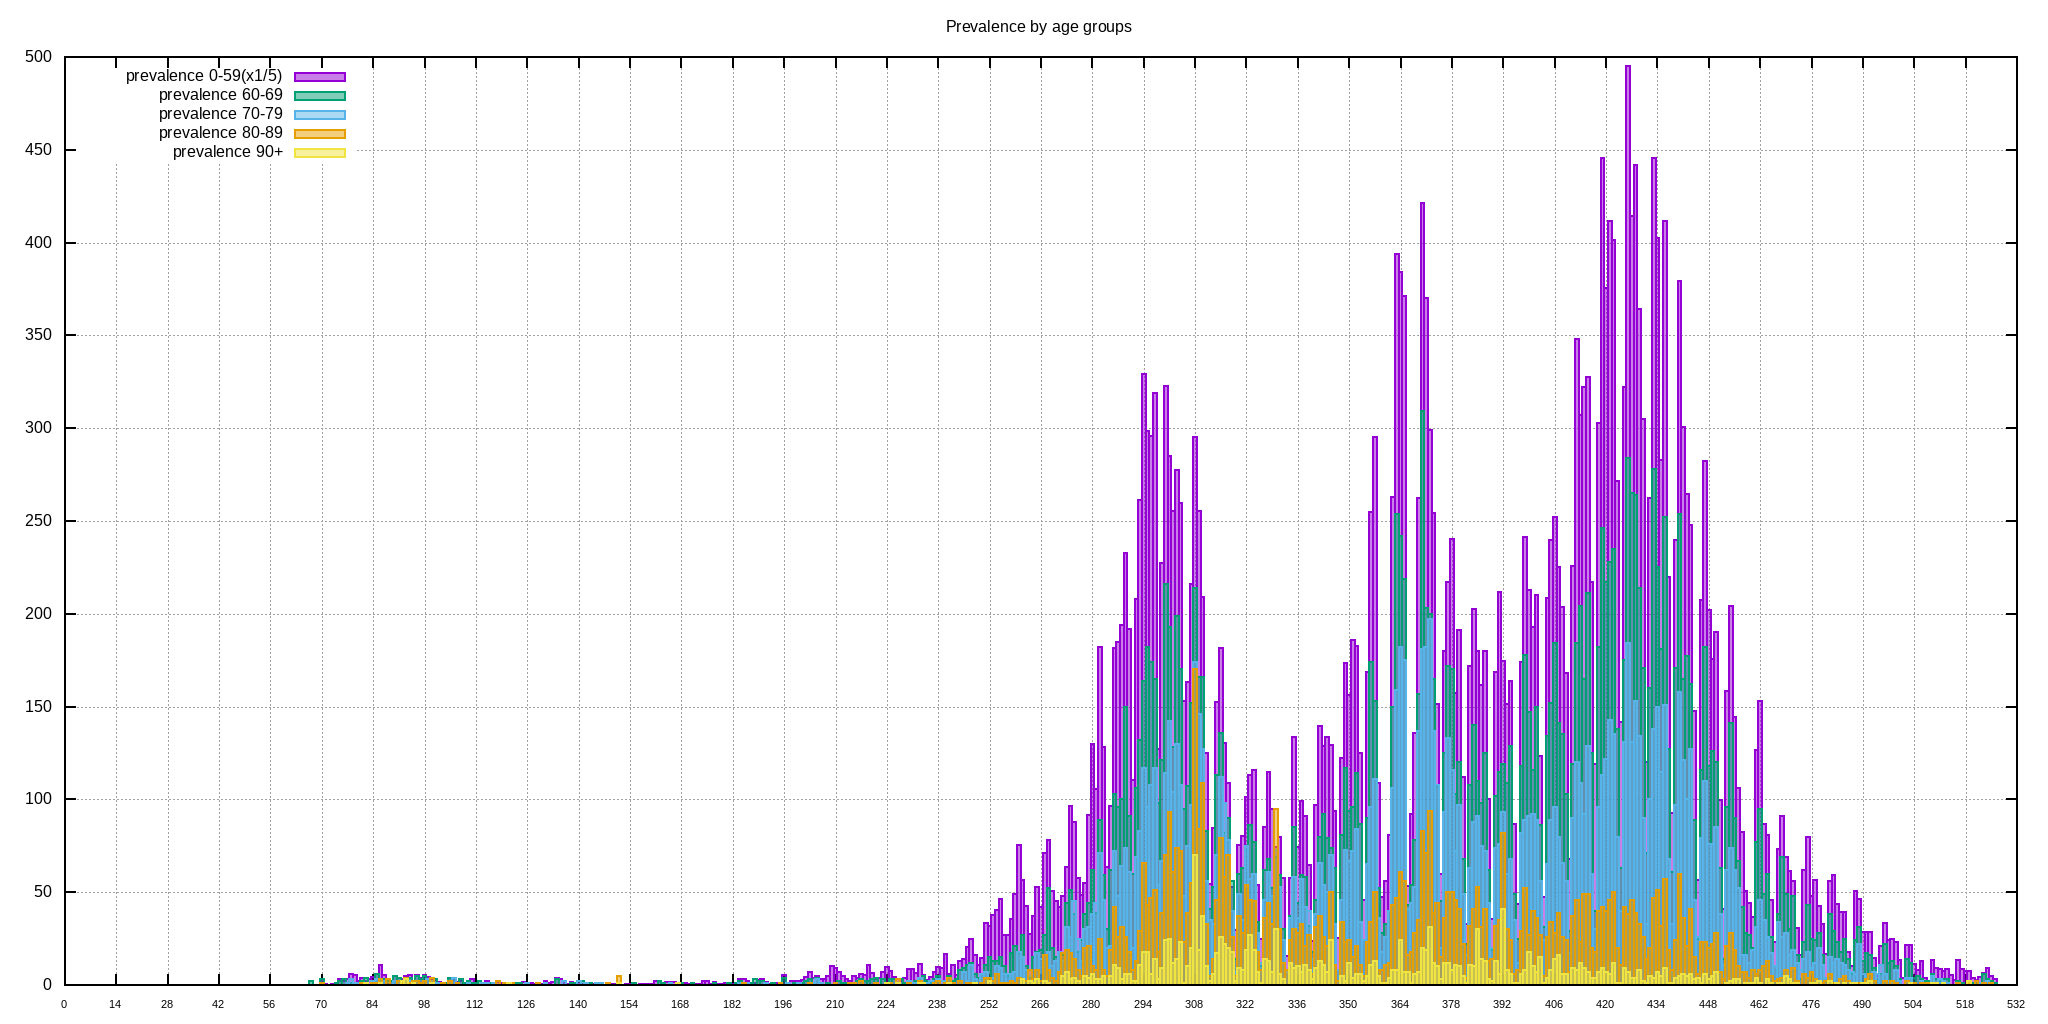 Prevalence by age groups
500
prevalence 0-59(x1/5)
prevalence 60-69
prevalence 70-79
prevalence 80-89
prevalence 90+
450
400
350
300
250
200
150
100
50
0
0 14 28 42 56 70 84 98 112 126 140 154 168 182 196 210 224 238 252 266 280 294 308 322 336 350 364 378 392 406 420 434 448 462 476 490 504 518 532